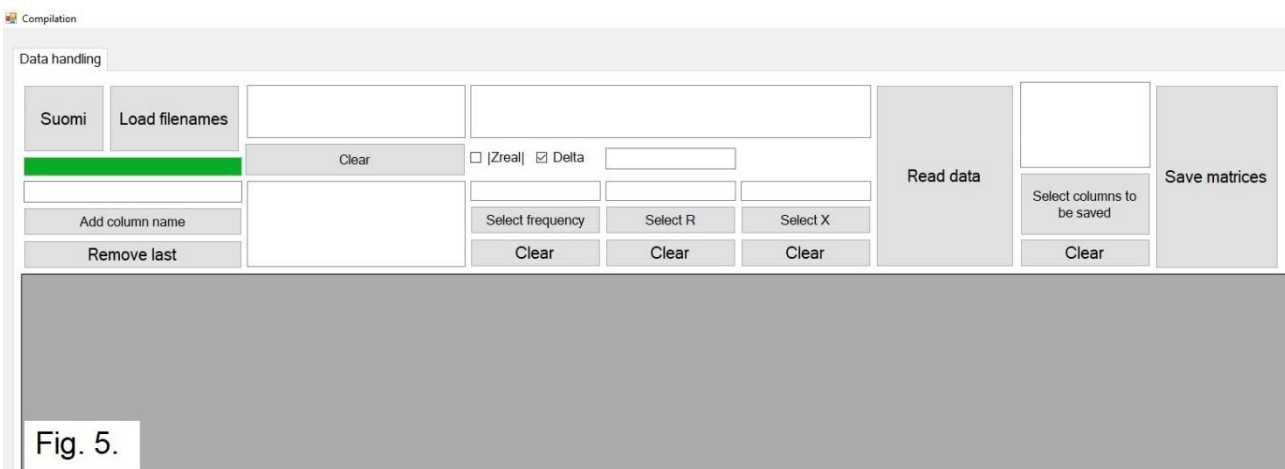 Compilation
Data handling
Suomi
Load filenames
Clear
|Zreal|
Delta
Read data
Select columns to
be saved
Save matrices
Add column name
Select frequency
Select R
Select X
Remove last
Clear
Clear
Clear
Clear
Fig. 5.